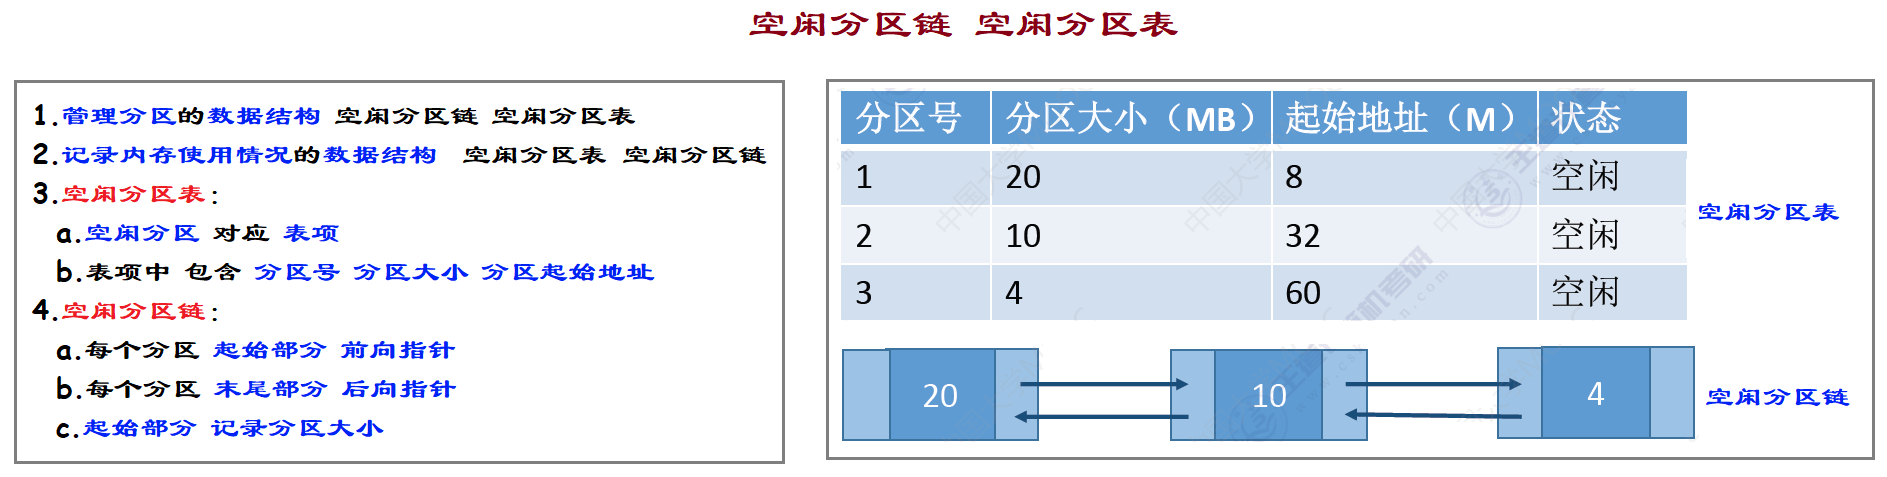 空闲分区链 空闲分区表
1.管理分区的数据结构 空闲分区链 空闲分区表
2.记录内存使用情况的数据结构 空闲分区表 空闲分区链
3.空闲分区表:
a.空闲分区 对应 表项
b.表项中 包含 分区号 分区大小 分区起始地址
4.空闲分区链:
a.每个分区 起始部分 前向指针
b.每个分区 末尾部分 后向指针
c.起始部分 记录分区大小
分区号 分区大小（MB） 起始地址（M） 状态
1 20 8 空闲
2 10 32 空闲
3 4 60 空闲
空闲分区表
20 10 4
空闲分区链